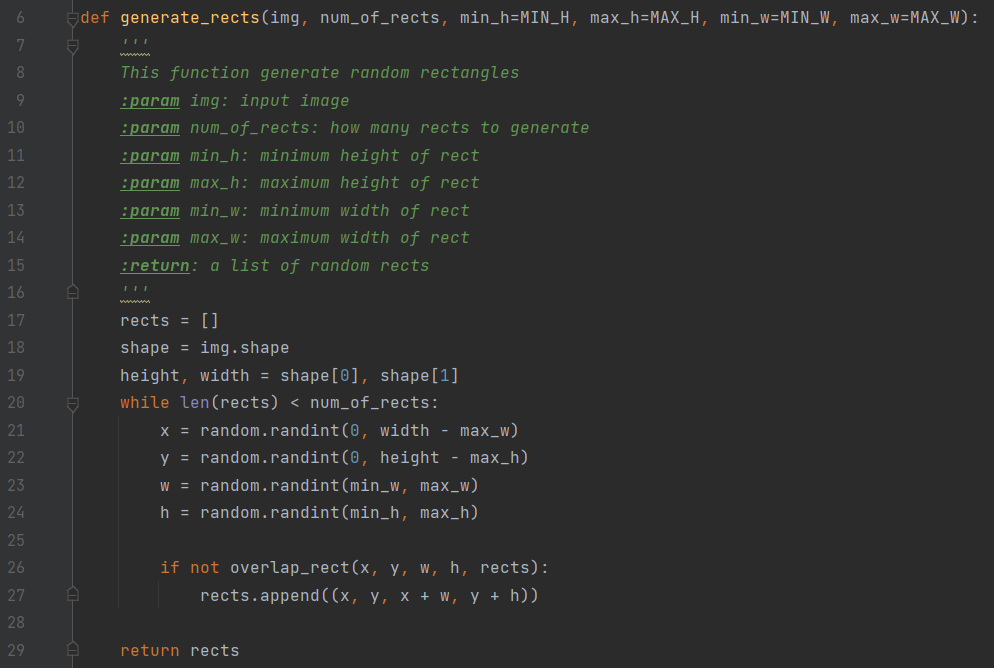 6 def generate_rects(img, num_of_rects, min_h=MIN_H, max_h=MAX_H, min_w=MIN_W, max_w=MAX_W):
7     '''
8     This function generate random rectangles
9     :param img: input image
10     :param num_of_rects: how many rects to generate
11     :param min_h: minimum height of rect
12     :param max_h: maximum height of rect
13     :param min_w: minimum width of rect
14     :param max_w: maximum width of rect
15     :return: a list of random rects
16     '''
17     rects = []
18     shape = img.shape
19     height, width = shape[0], shape[1]
20     while len(rects) < num_of_rects:
21         x = random.randint(0, width - max_w)
22         y = random.randint(0, height - max_h)
23         w = random.randint(min_w, max_w)
24         h = random.randint(min_h, max_h)
25
26         if not overlap_rect(x, y, w, h, rects):
27             rects.append((x, y, x + w, y + h))
28
29     return rects